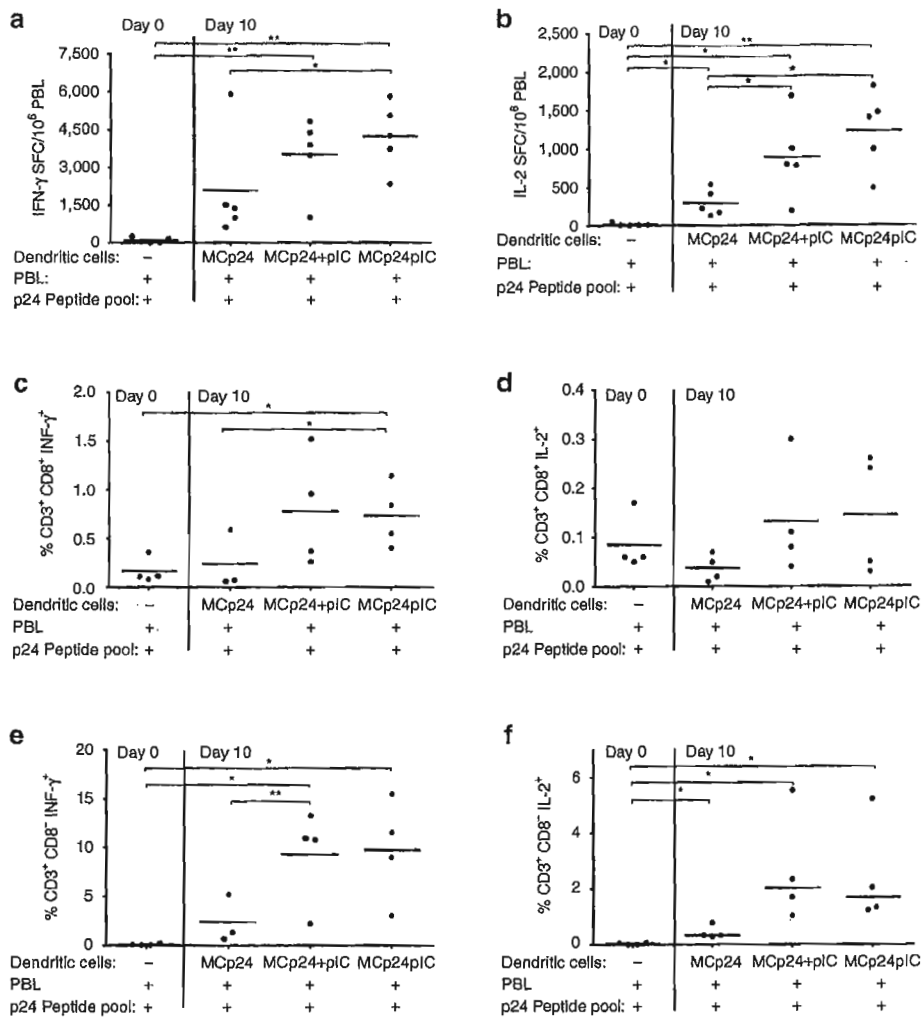 a
Day 0 Day 10
**
**
*
7,500
6,000
4,500
3,000
1,500
0
IFN-γ SFC/10⁶ PBL
Dendritic cells: – MCp24 MCp24+pIC MCp24pIC
PBL: + + + +
p24 Peptide pool: + + + +
b
Day 0 Day 10
**
*
* *
*
2,500
2,000
1,500
1,000
500
0
IL-2 SFC/10⁶ PBL
Dendritic cells: – MCp24 MCp24+pIC MCp24pIC
PBL: + + + +
p24 Peptide pool: + + + +
c
Day 0 Day 10
*
*
2.0
1.5
1.0
0.5
0.0
% CD3⁺ CD8⁺ INF-γ⁺
Dendritic cells: – MCp24 MCp24+pIC MCp24pIC
PBL + + + +
p24 Peptide pool: + + + +
d
Day 0 Day 10
0.4
0.3
0.2
0.1
0.0
% CD3⁺ CD8⁺ IL-2⁺
Dendritic cells: – MCp24 MCp24+pIC MCp24pIC
PBL + + + +
p24 Peptide pool: + + + +
e
Day 0 Day 10
*
*
**
20
15
10
5
0
% CD3⁺ CD8⁻ INF-γ⁺
Dendritic cells: – MCp24 MCp24+pIC MCp24pIC
PBL + + + +
p24 Peptide pool: + + + +
f
Day 0 Day 10
*
*
*
6
4
2
0
% CD3⁺ CD8⁻ IL-2⁺
Dendritic cells: – MCp24 MCp24+pIC MCp24pIC
PBL + + + +
p24 Peptide pool: + + + +